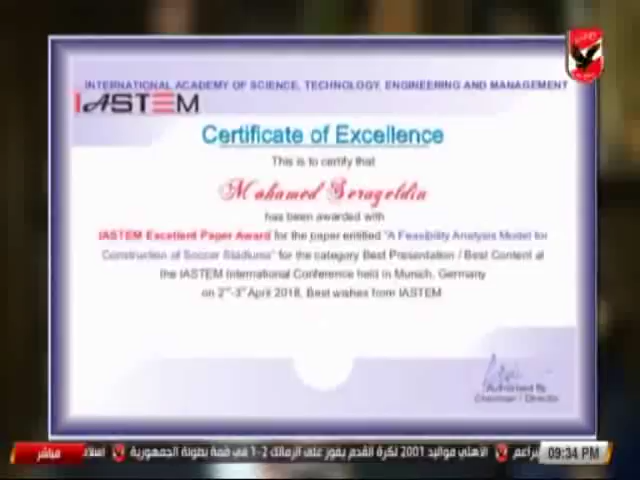 INTERNATIONAL ACADEMY OF SCIENCE, TECHNOLOGY, ENGINEERING AND MANAGEMENT
IASTEM
Certificate of Excellence
This is to certify that
Mohamed Serageldin
has been awarded with
IASTEM Excellent Paper Award for the paper entitled "A Feasibility Analysis Model for
Construction of Soccer Stadiums" for the category Best Presentation / Best Content at
the IASTEM International Conference held in Munich, Germany
on 2nd-3rd April 2018, Best wishes from IASTEM
Authorised By
Chairman / Director
مباشر
الأهلي مواليد 2001 لكرة القدم يفوز على الزمالك 2-1 في قمة بطولة الجمهورية
09:34 PM